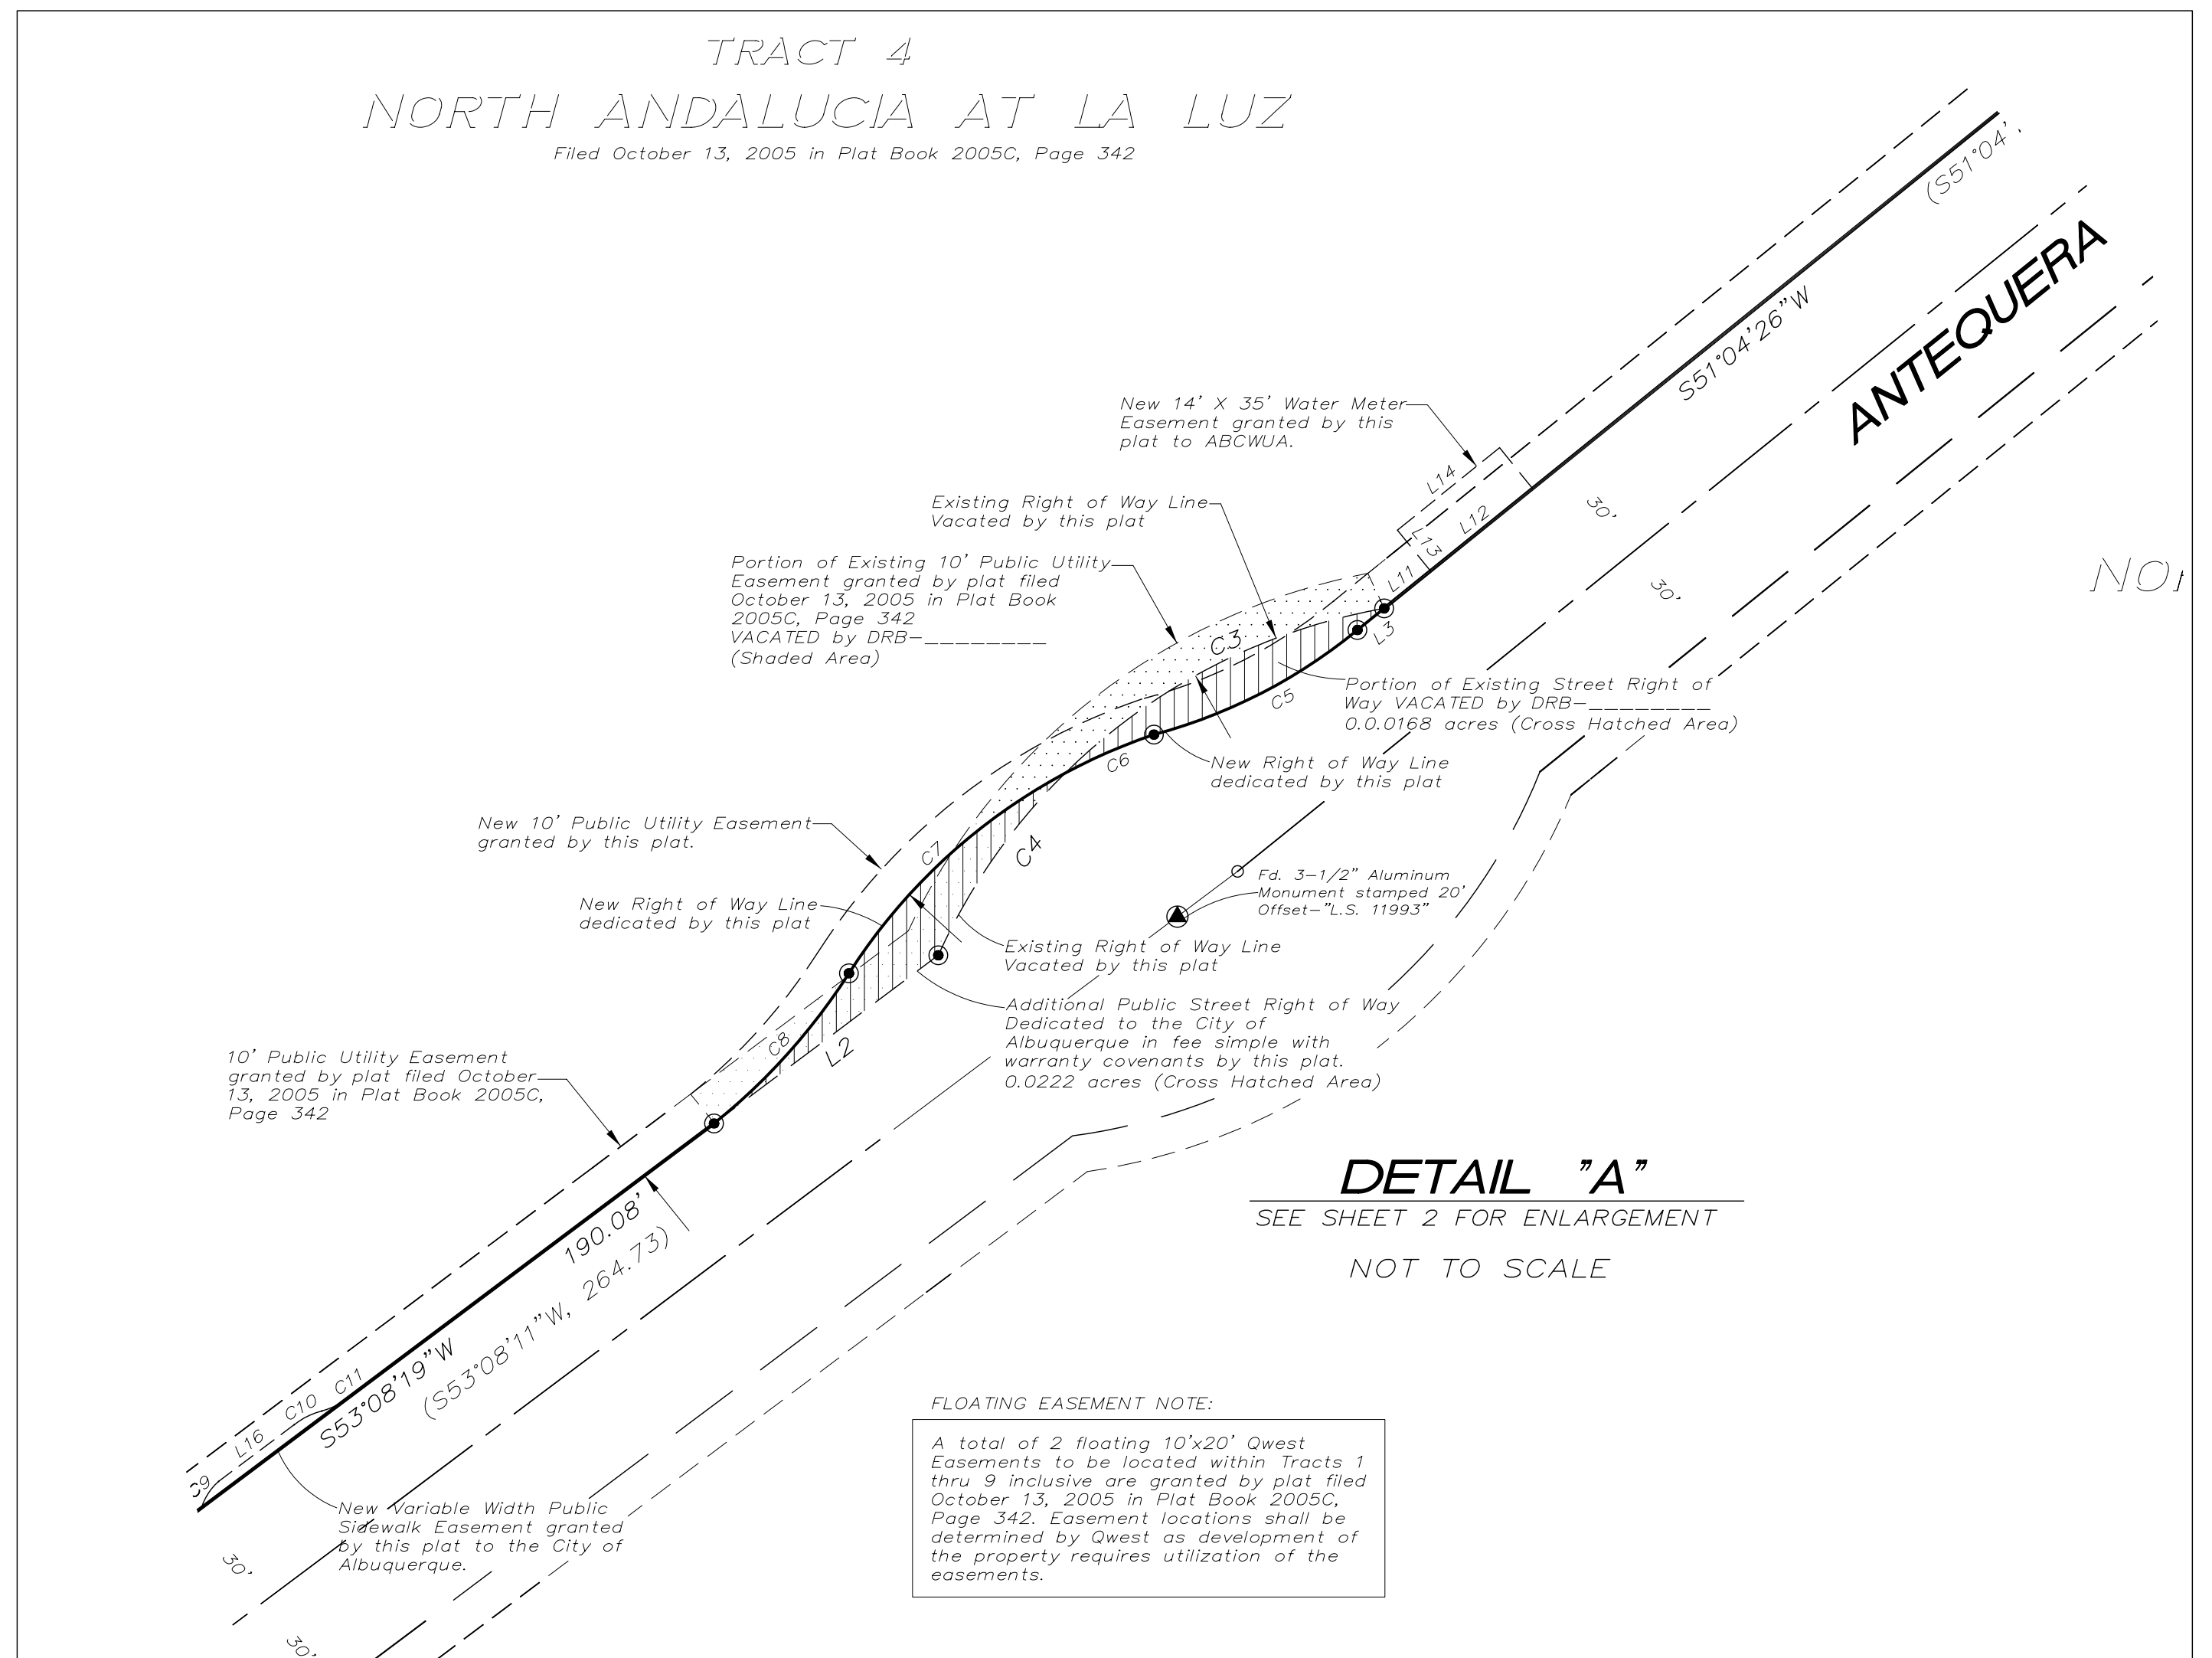 TRACT 4
NORTH ANDALUCIA AT LA LUZ
Filed October 13, 2005 in Plat Book 2005C, Page 342
(S51°04'
ANTEQUERA
S51°04'26"W
New 14' X 35' Water Meter
Easement granted by this
plat to ABCWUA.
L14
L12
L13
L11
L3
30'
30'
Existing Right of Way Line
Vacated by this plat
Portion of Existing 10' Public Utility
Easement granted by plat filed
October 13, 2005 in Plat Book
2005C, Page 342
VACATED by DRB-________
(Shaded Area)
C3
C5
Portion of Existing Street Right of
Way VACATED by DRB-________
0.0.0168 acres (Cross Hatched Area)
C6
New Right of Way Line
dedicated by this plat
New 10' Public Utility Easement
granted by this plat.
C7
C4
Fd. 3-1/2" Aluminum
Monument stamped 20'
Offset-"L.S. 11993"
New Right of Way Line
dedicated by this plat
Existing Right of Way Line
Vacated by this plat
Additional Public Street Right of Way
Dedicated to the City of
Albuquerque in fee simple with
warranty covenants by this plat.
0.0222 acres (Cross Hatched Area)
C8
L2
10' Public Utility Easement
granted by plat filed October
13, 2005 in Plat Book 2005C,
Page 342
DETAIL "A"
SEE SHEET 2 FOR ENLARGEMENT
NOT TO SCALE
190.08'
(S53°08'11"W, 264.73)
S53°08'19"W
C11
C10
L16
C9
New Variable Width Public
Sidewalk Easement granted
by this plat to the City of
Albuquerque.
30'
30'
FLOATING EASEMENT NOTE:
A total of 2 floating 10'x20' Qwest
Easements to be located within Tracts 1
thru 9 inclusive are granted by plat filed
October 13, 2005 in Plat Book 2005C,
Page 342. Easement locations shall be
determined by Qwest as development of
the property requires utilization of the
easements.